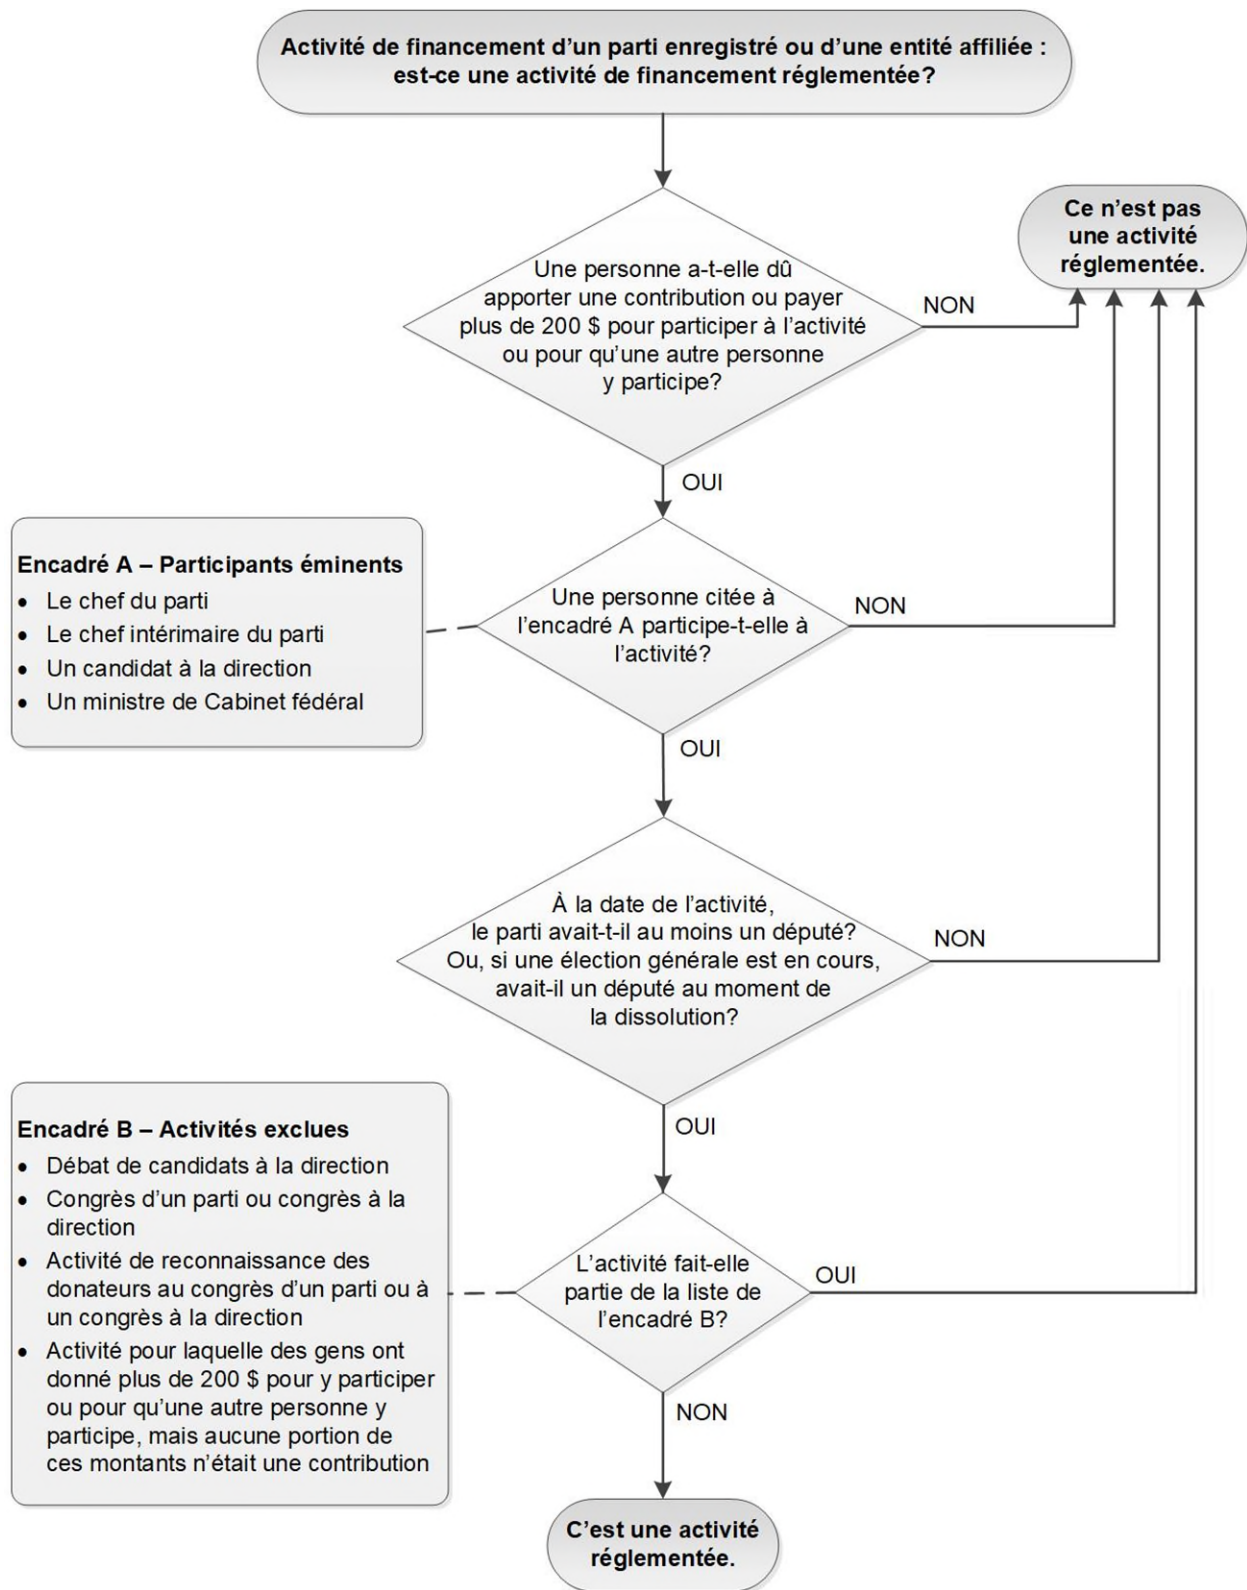 Activité de financement d’un parti enregistré ou d’une entité affiliée :
est-ce une activité de financement réglementée?
Ce n’est pas
une activité
réglementée.
Une personne a-t-elle dû
apporter une contribution ou payer
plus de 200 $ pour participer à l’activité
ou pour qu’une autre personne
y participe?
NON
OUI
Encadré A – Participants éminents
• Le chef du parti
• Le chef intérimaire du parti
• Un candidat à la direction
• Un ministre de Cabinet fédéral
Une personne citée à
l’encadré A participe-t-elle à
l’activité?
NON
OUI
À la date de l’activité,
le parti avait-t-il au moins un député?
Ou, si une élection générale est en cours,
avait-il un député au moment de
la dissolution?
NON
OUI
Encadré B – Activités exclues
• Débat de candidats à la direction
• Congrès d’un parti ou congrès à la
direction
• Activité de reconnaissance des
donateurs au congrès d’un parti ou à
un congrès à la direction
• Activité pour laquelle des gens ont
donné plus de 200 $ pour y participer
ou pour qu’une autre personne y
participe, mais aucune portion de
ces montants n’était une contribution
L’activité fait-elle
partie de la liste de
l’encadré B?
OUI
NON
C’est une activité
réglementée.